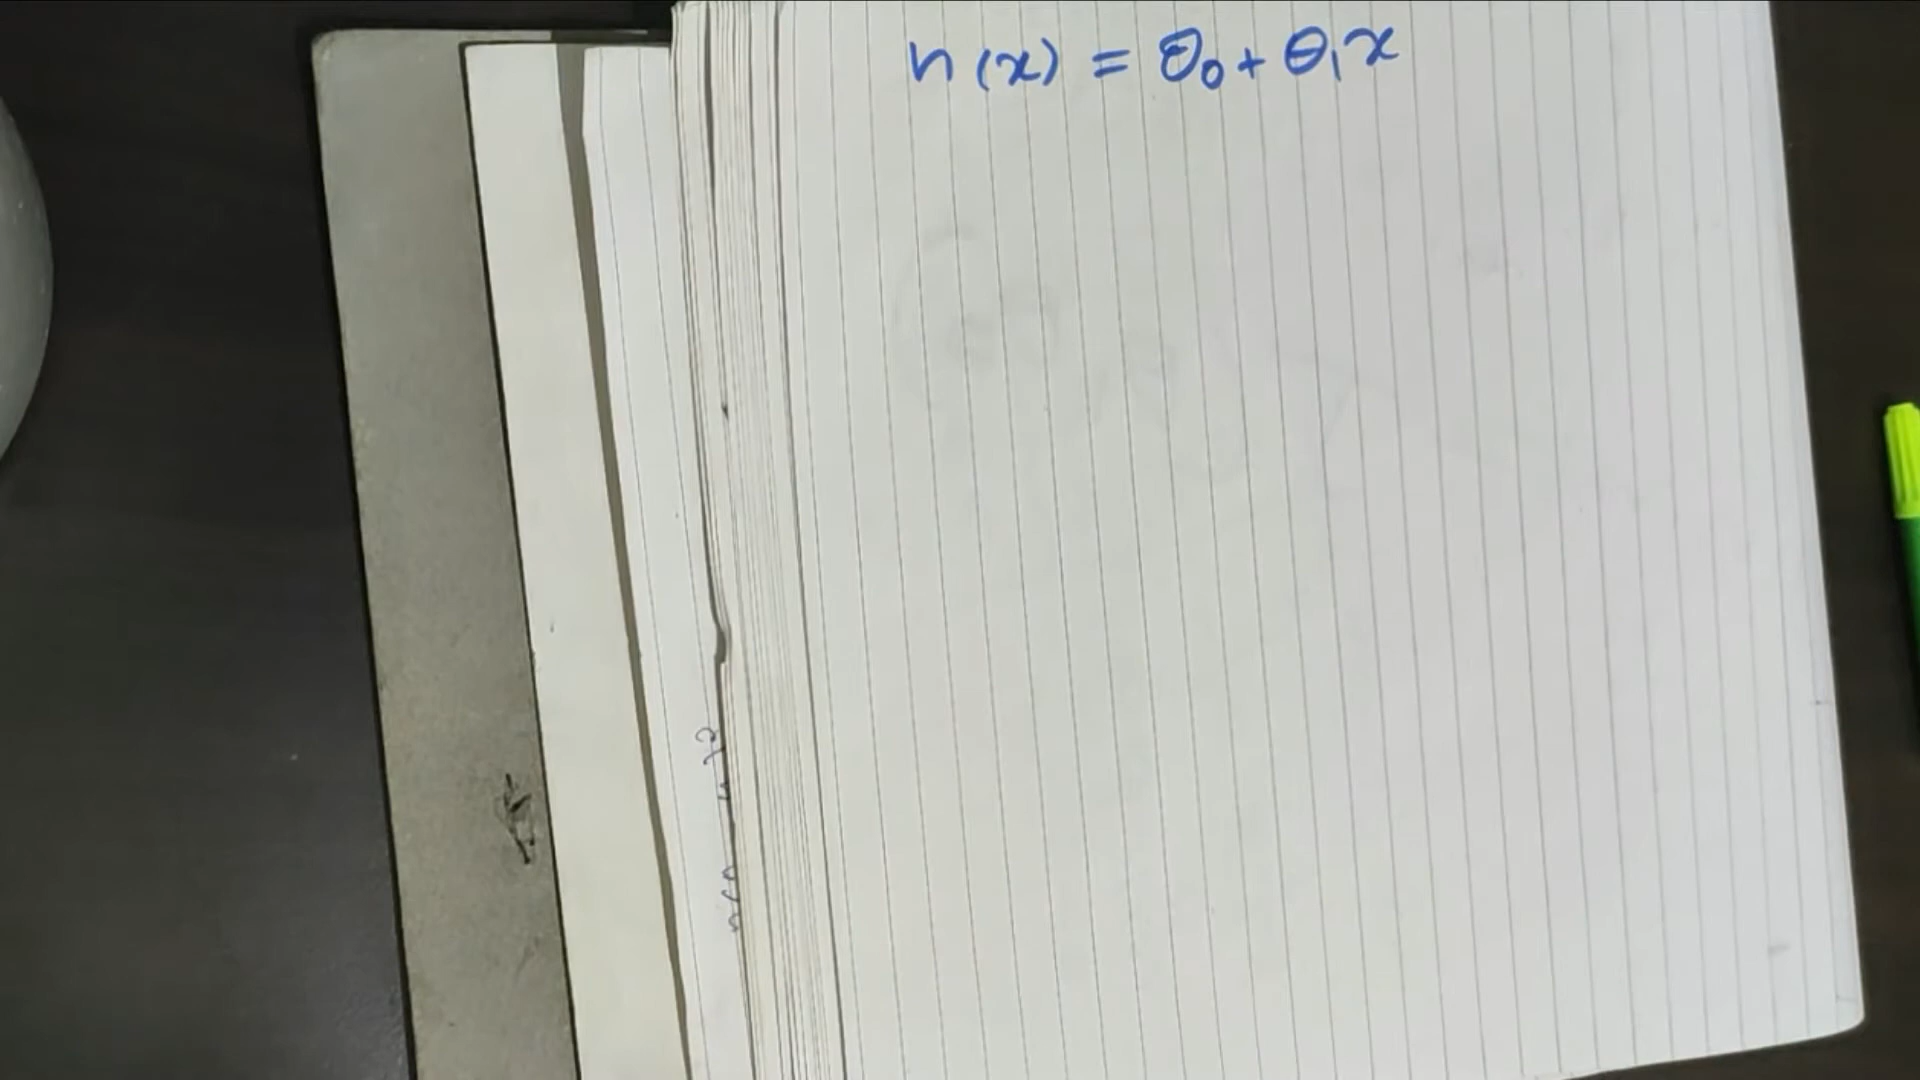 h(x) = θ₀ + θ₁x